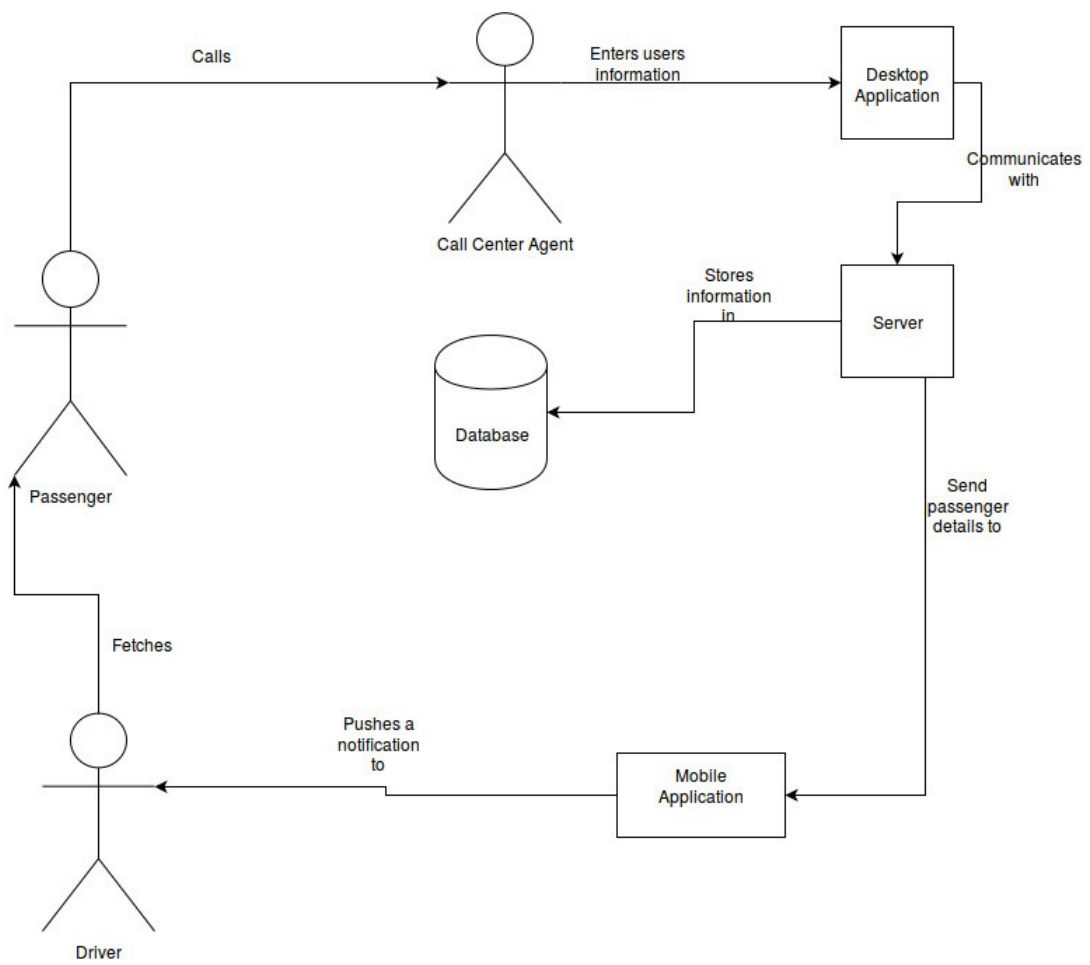 Calls
Enters users
information
Desktop
Application
Communicates
with
Call Center Agent
Stores
information
in
Server
Database
Passenger
Send
passenger
details to
Fetches
Pushes a
notification
to
Mobile
Application
Driver